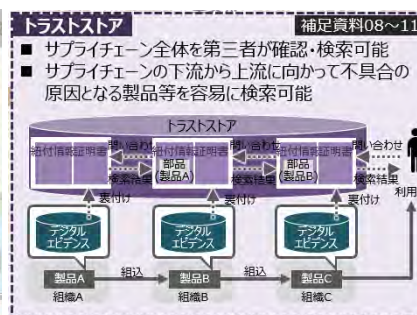 トラストストア
補足資料08~11
■ サプライチェーン全体を第三者が確認・検索可能
■ サプライチェーンの下流から上流に向かって不具合の
原因となる製品等を容易に検索可能
トラストストア
紐付情報 証明書 問い合わせ 紐付情報 証明書 問い合わせ 紐付情報 証明書 問い合わせ
部品
(製品A)
部品
(製品B)
検索結果 検索結果 検索結果
利用
裏付け 裏付け 裏付け
デジタル
エビデンス
デジタル
エビデンス
デジタル
エビデンス
製品A 組込 製品B 組込 製品C
組織A 組織B 組織C